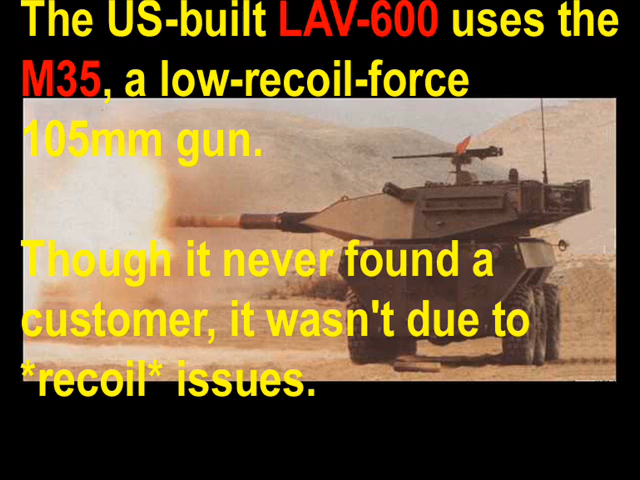 The US-built LAV-600 uses the
M35, a low-recoil-force
105mm gun.
Though it never found a
customer, it wasn't due to
*recoil* issues.